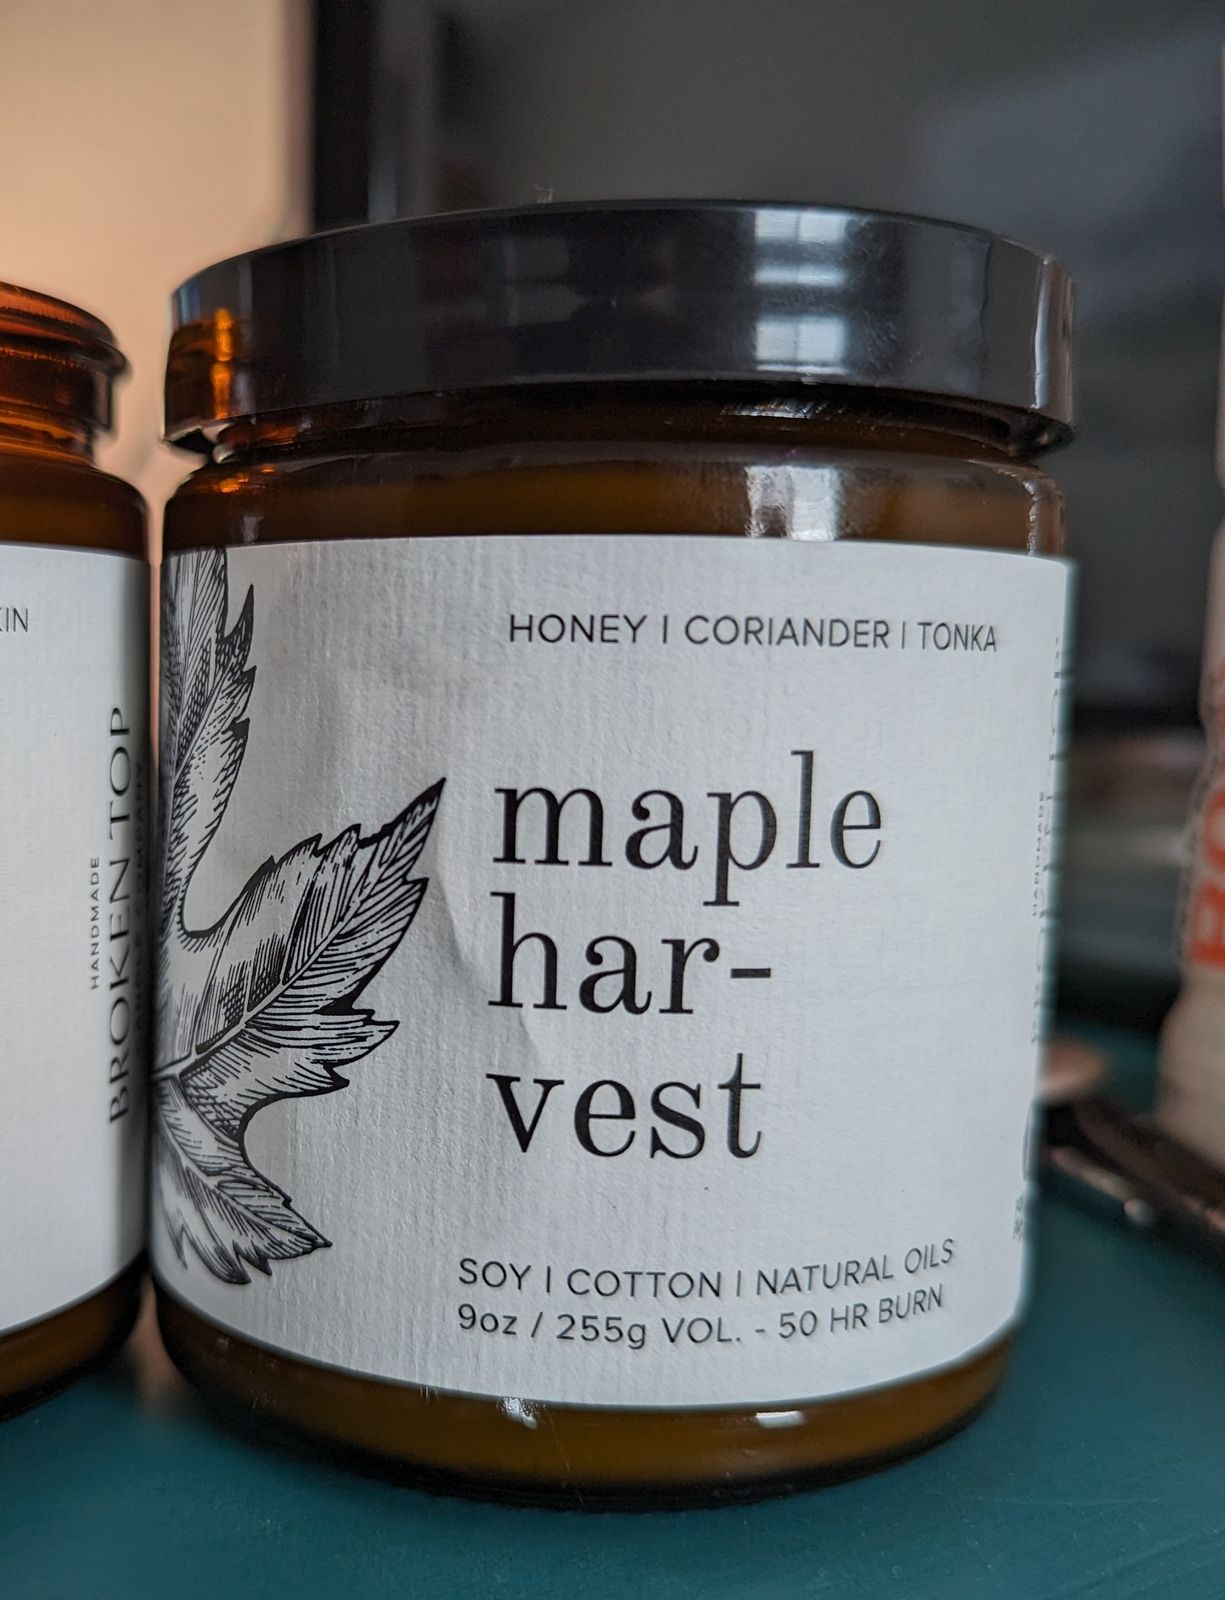 HONEY | CORIANDER | TONKA
maple
har-
vest
SOY | COTTON | NATURAL OILS
9oz / 255g VOL. - 50 HR BURN
HANDMADE
BROKEN TOP
HANDMADE